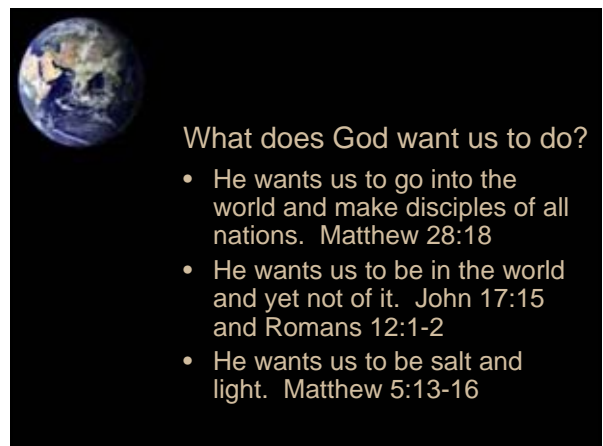 What does God want us to do?
• He wants us to go into the
world and make disciples of all
nations.  Matthew 28:18
• He wants us to be in the world
and yet not of it.  John 17:15
and Romans 12:1-2
• He wants us to be salt and
light.  Matthew 5:13-16